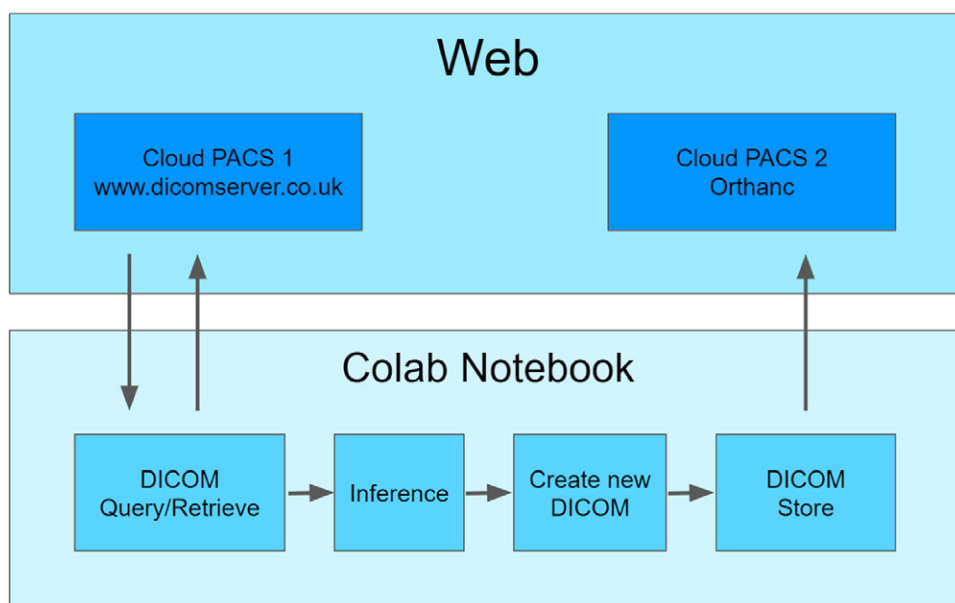 Web
Cloud PACS 1
www.dicomserver.co.uk
Cloud PACS 2
Orthanc
Colab Notebook
DICOM
Query/Retrieve
Inference
Create new
DICOM
DICOM
Store